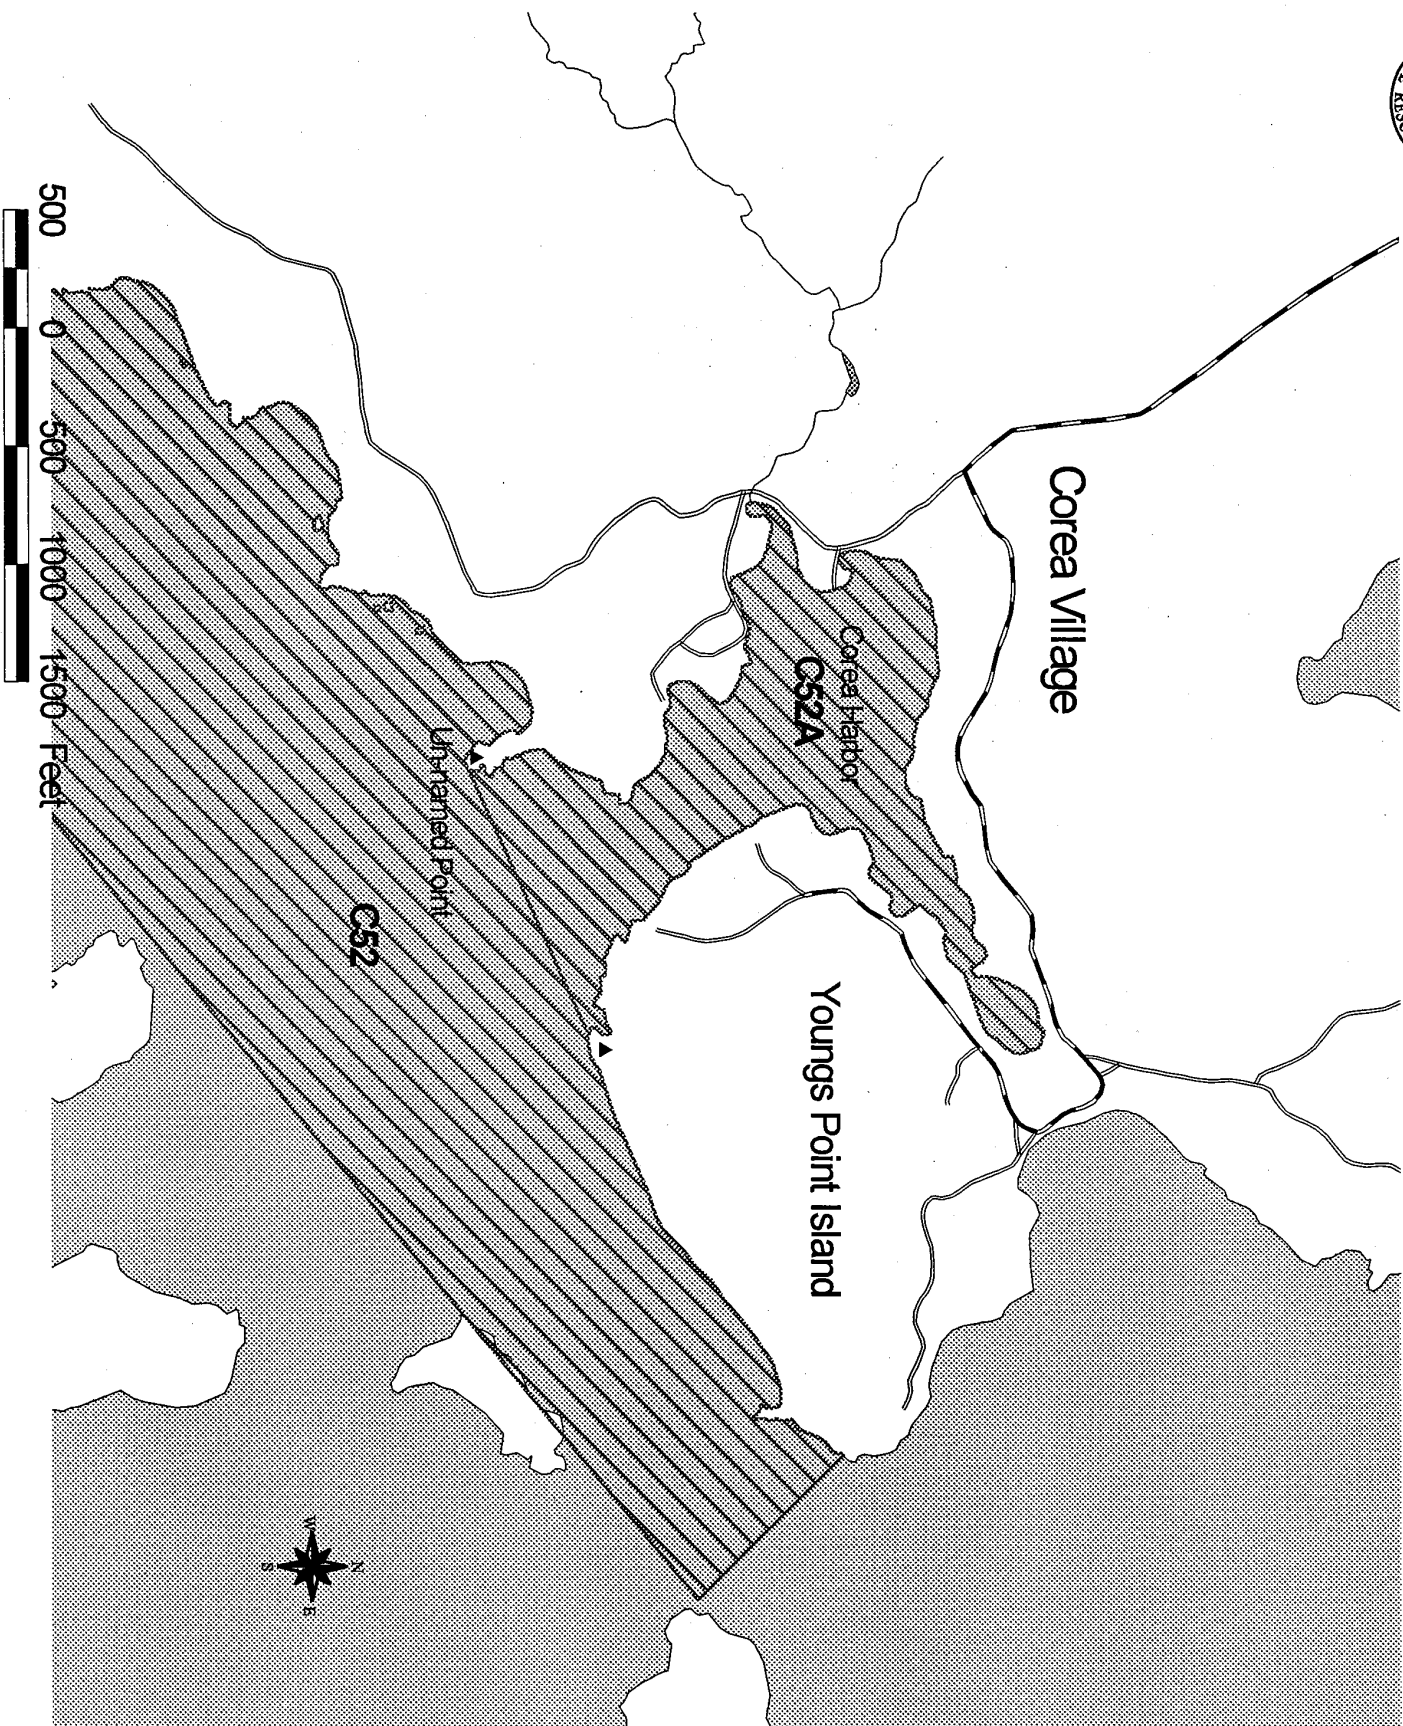 Corea Village
Corea Harbor
C52A
Youngs Point Island
Un-named Point
C52
N
W
E
S
500 0 500 1000 1500 Feet